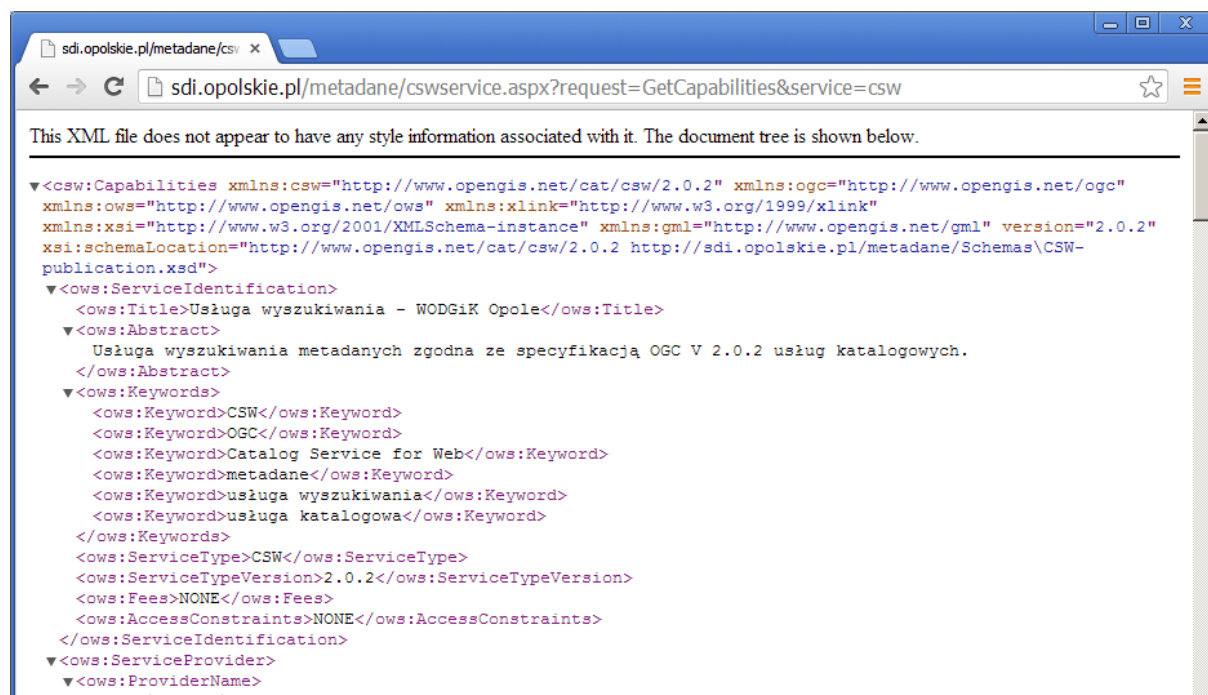 sdi.opolskie.pl/metadane/csv
sdi.opolskie.pl/metadane/cswservice.aspx?request=GetCapabilities&service=csw
This XML file does not appear to have any style information associated with it. The document tree is shown below.
▼<csw:Capabilities xmlns:csw="http://www.opengis.net/cat/csw/2.0.2" xmlns:ogc="http://www.opengis.net/ogc"
xmlns:ows="http://www.opengis.net/ows" xmlns:xlink="http://www.w3.org/1999/xlink"
xmlns:xsi="http://www.w3.org/2001/XMLSchema-instance" xmlns:gml="http://www.opengis.net/gml" version="2.0.2"
xsi:schemaLocation="http://www.opengis.net/cat/csw/2.0.2 http://sdi.opolskie.pl/metadane/Schemas\CSW-
publication.xsd">
▼<ows:ServiceIdentification>
<ows:Title>Usługa wyszukiwania - WODGiK Opole</ows:Title>
▼<ows:Abstract>
Usługa wyszukiwania metadanych zgodna ze specyfikacją OGC V 2.0.2 usług katalogowych.
</ows:Abstract>
▼<ows:Keywords>
<ows:Keyword>CSW</ows:Keyword>
<ows:Keyword>OGC</ows:Keyword>
<ows:Keyword>Catalog Service for Web</ows:Keyword>
<ows:Keyword>metadane</ows:Keyword>
<ows:Keyword>usługa wyszukiwania</ows:Keyword>
<ows:Keyword>usługa katalogowa</ows:Keyword>
</ows:Keywords>
<ows:ServiceType>CSW</ows:ServiceType>
<ows:ServiceTypeVersion>2.0.2</ows:ServiceTypeVersion>
<ows:Fees>NONE</ows:Fees>
<ows:AccessConstraints>NONE</ows:AccessConstraints>
</ows:ServiceIdentification>
▼<ows:ServiceProvider>
▼<ows:ProviderName>